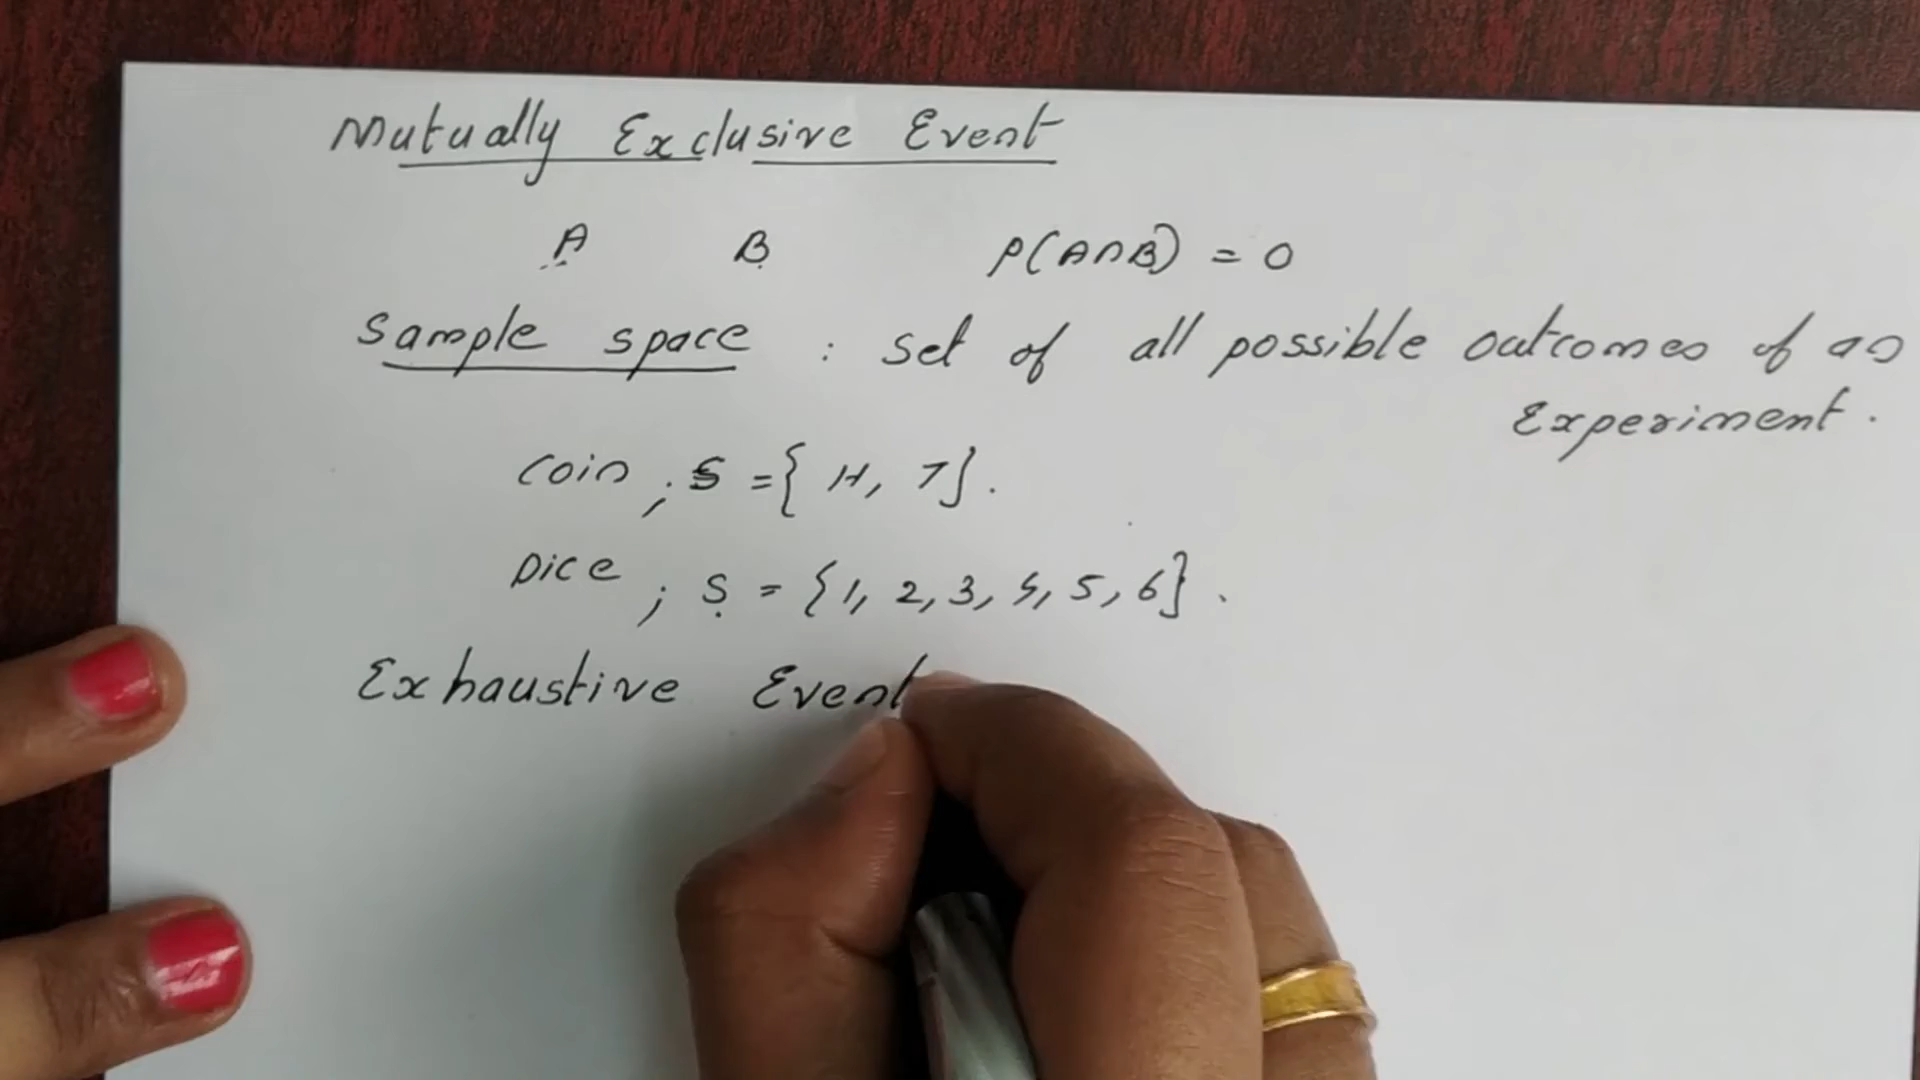 Mutually Exclusive Event
A B P(A∩B) = 0
Sample space : set of all possible outcomes of an
Experiment.
coin ; S = { H, T }.
Dice ; S = {1, 2, 3, 4, 5, 6}.
Exhaustive Event